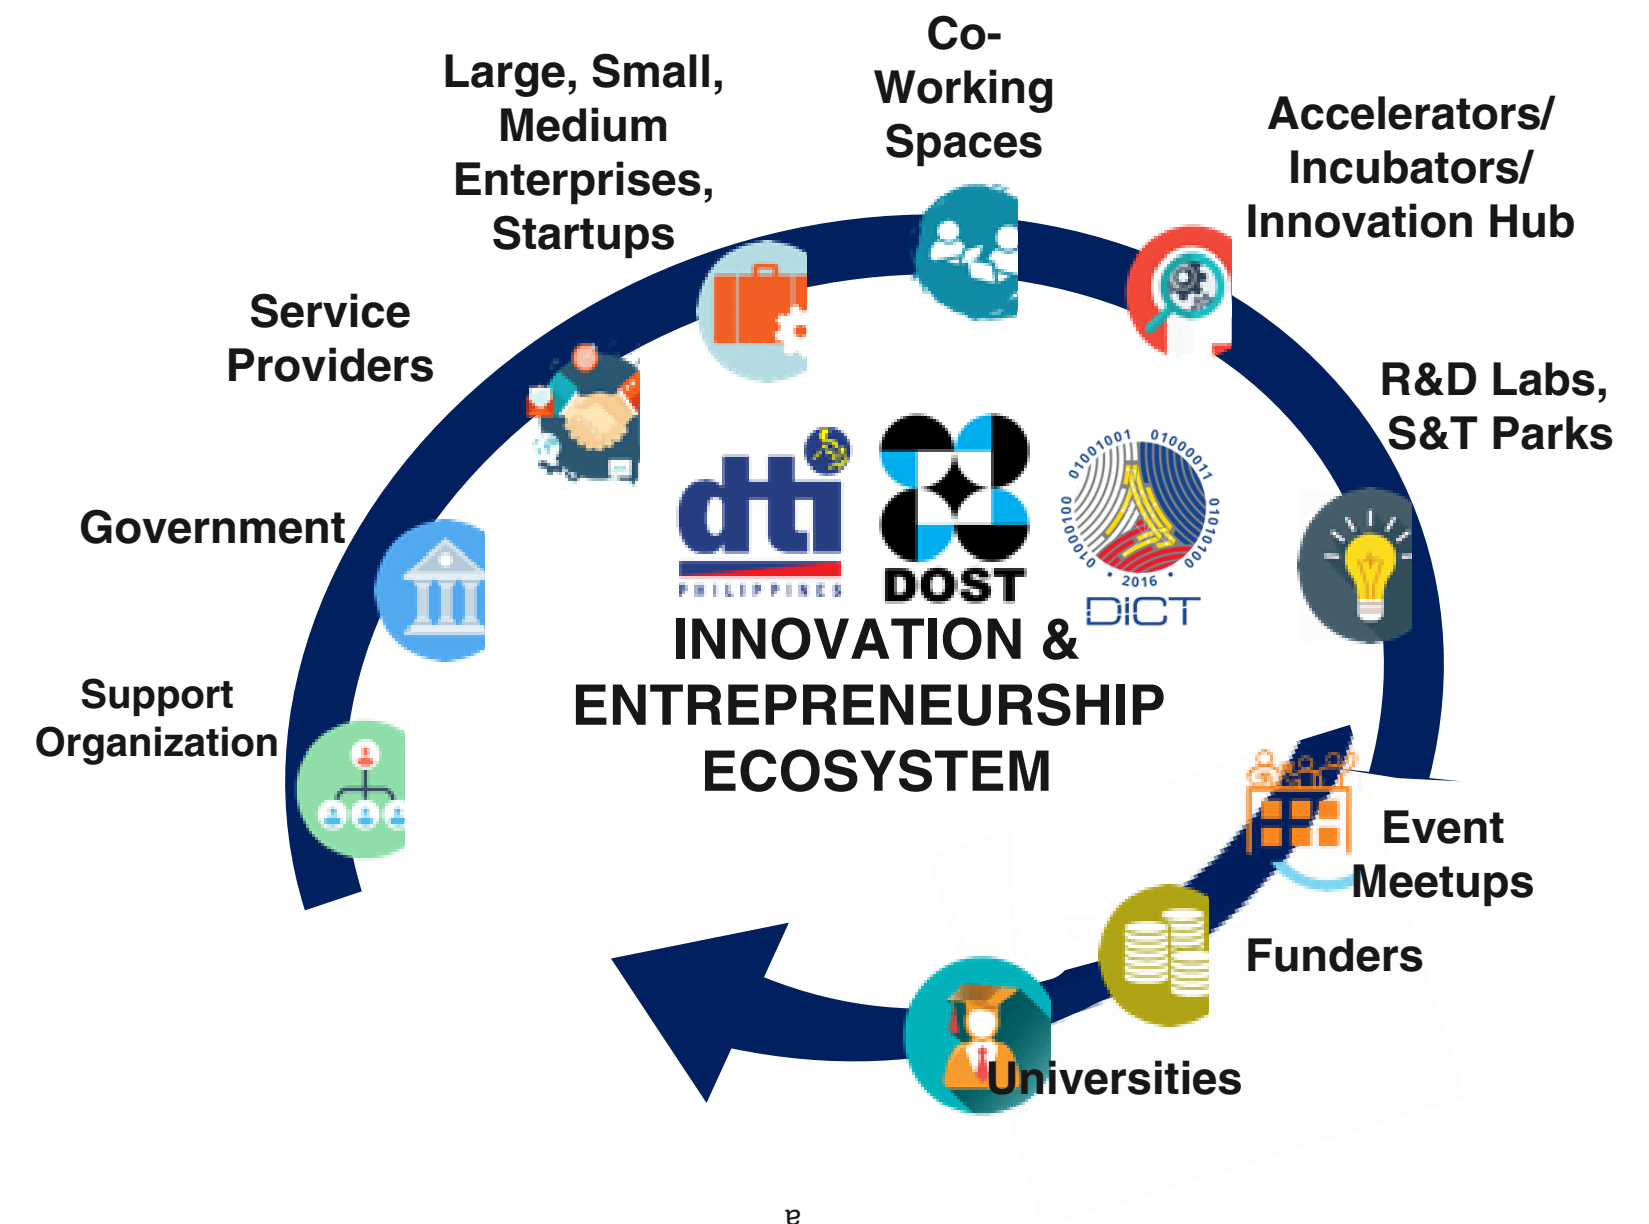 Co-
Working
Spaces
Large, Small,
Medium
Enterprises,
Startups
Accelerators/
Incubators/
Innovation Hub
Service
Providers
R&D Labs,
S&T Parks
Government
Support
Organization
dti
PHILIPPINES
DOST
01000100 01001001 01000011 01010100
• 2016 •
DICT
INNOVATION &
ENTREPRENEURSHIP
ECOSYSTEM
Event
Meetups
Funders
Universities
a